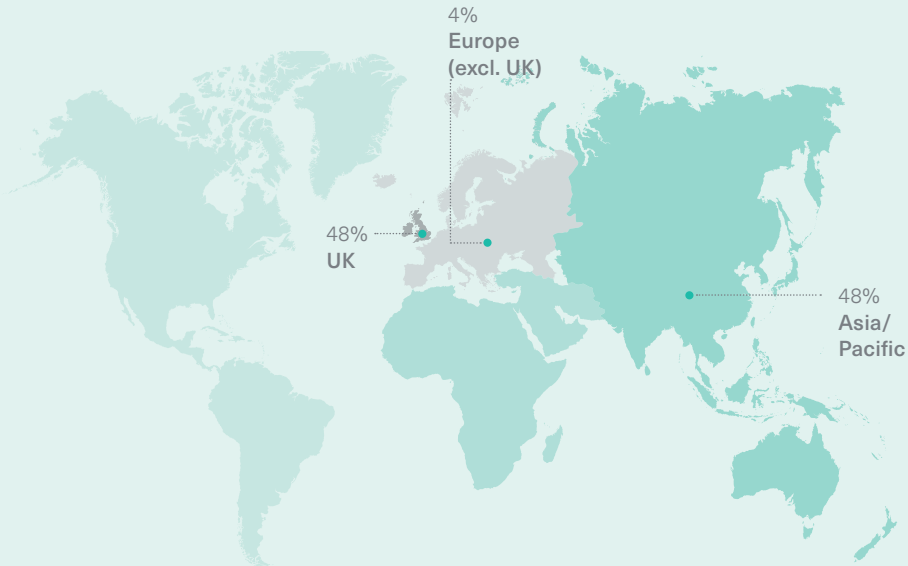 4%
Europe
(excl. UK)
48%
UK
48%
Asia/
Pacific